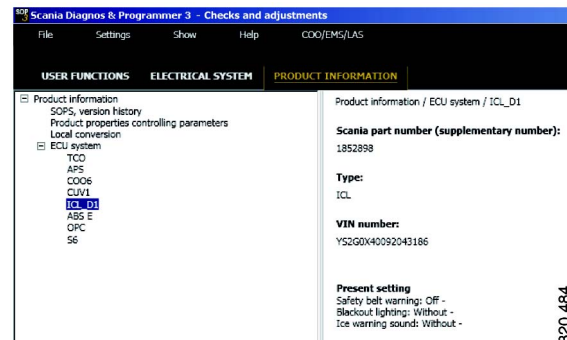 SOPS 3 Scania Diagnos & Programmer 3 - Checks and adjustments
File Settings Show Help COO/EMS/LAS
USER FUNCTIONS ELECTRICAL SYSTEM PRODUCT INFORMATION
Product information
SOPS, version history
Product properties controlling parameters
Local conversion
ECU system
TCO
APS
COO6
CUV1
ICL_D1
ABS E
OPC
S6
Product information / ECU system / ICL_D1
Scania part number (supplementary number):
1852898
Type:
ICL
VIN number:
YS2G0X40092043186
Present setting
Safety belt warning: Off -
Blackout lighting: Without -
Ice warning sound: Without -